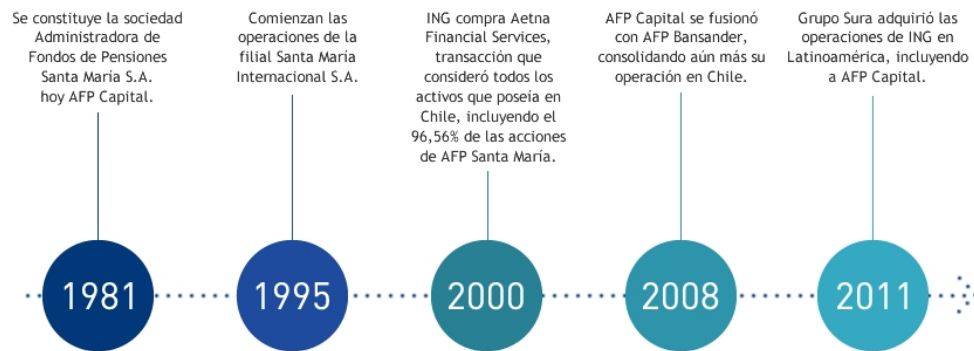 Se constituye la sociedad
Administradora de
Fondos de Pensiones
Santa María S.A.
hoy AFP Capital.
Comienzan las
operaciones de la
filial Santa María
Internacional S.A.
ING compra Aetna
Financial Services,
transacción que
consideró todos los
activos que poseía en
Chile, incluyendo el
96,56% de las acciones
de AFP Santa María.
AFP Capital se fusionó
con AFP Bansander,
consolidando aún más su
operación en Chile.
Grupo Sura adquirió las
operaciones de ING en
Latinoamérica, incluyendo
a AFP Capital.
1981
1995
2000
2008
2011